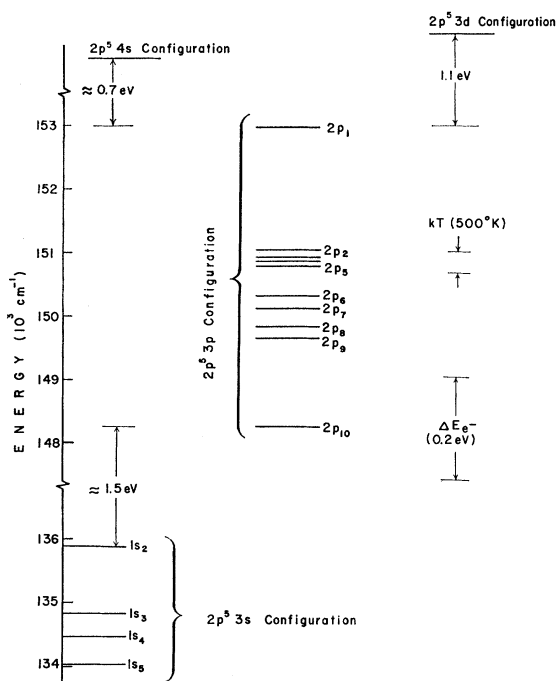 2p⁵ 4s Configuration
2p⁵ 3d Configuration
≈ 0.7 eV
1.1 eV
153
152
151
150
149
148
136
135
134
ENERGY (10³ cm⁻¹)
2p⁵ 3p Configuration
2p₁
2p₂
2p₅
2p₆
2p₇
2p₈
2p₉
2p₁₀
kT (500°K)
ΔEe⁻
(0.2 eV)
≈ 1.5 eV
1s₂
1s₃
1s₄
1s₅
2p⁵ 3s Configuration